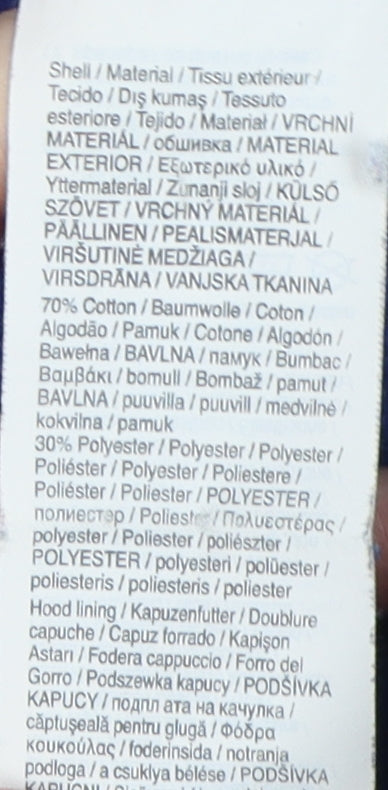 Shell / Material / Tissu extérieur /
Tecido / Dış kumaş / Tessuto
esteriore / Tejido / Materiał / VRCHNÍ
MATERIÁL / обшивка / MATERIAL
EXTERIOR / Εξωτερικό υλικό /
Yttermaterial / Zunanji sloj / KÜLSŐ
SZÖVET / VRCHNÝ MATERIÁL /
PÄÄLLINEN / PEALISMATERJAL /
VIRŠUTINĖ MEDŽIAGA /
VIRSDRĀNA / VANJSKA TKANINA
70% Cotton / Baumwolle / Coton /
Algodão / Pamuk / Cotone / Algodón /
Bawełna / BAVLNA / памук / Bumbac /
Βαμβάκι / bomull / Bombaž / pamut /
BAVLNA / puuvilla / puuvill / medvilnė /
kokvilna / pamuk
30% Polyester / Polyester / Polyester /
Poliéster / Polyester / Poliestere /
Poliéster / Poliester / POLYESTER /
полиестер / Poliester / Πολυεστέρας /
polyester / Poliester / poliészter /
POLYESTER / polyesteri / polüester /
poliesteris / poliesteris / poliester
Hood lining / Kapuzenfutter / Doublure
capuche / Capuz forrado / Kapişon
Astarı / Fodera cappuccio / Forro del
Gorro / Podszewka kapucy / PODŠÍVKA
KAPUCY / подпл ата на качулка /
căptuşeală pentru glugă / Φόδρα
κουκούλας / foderinsida / notranja
podloga / a csuklya bélése / PODŠÍVKA